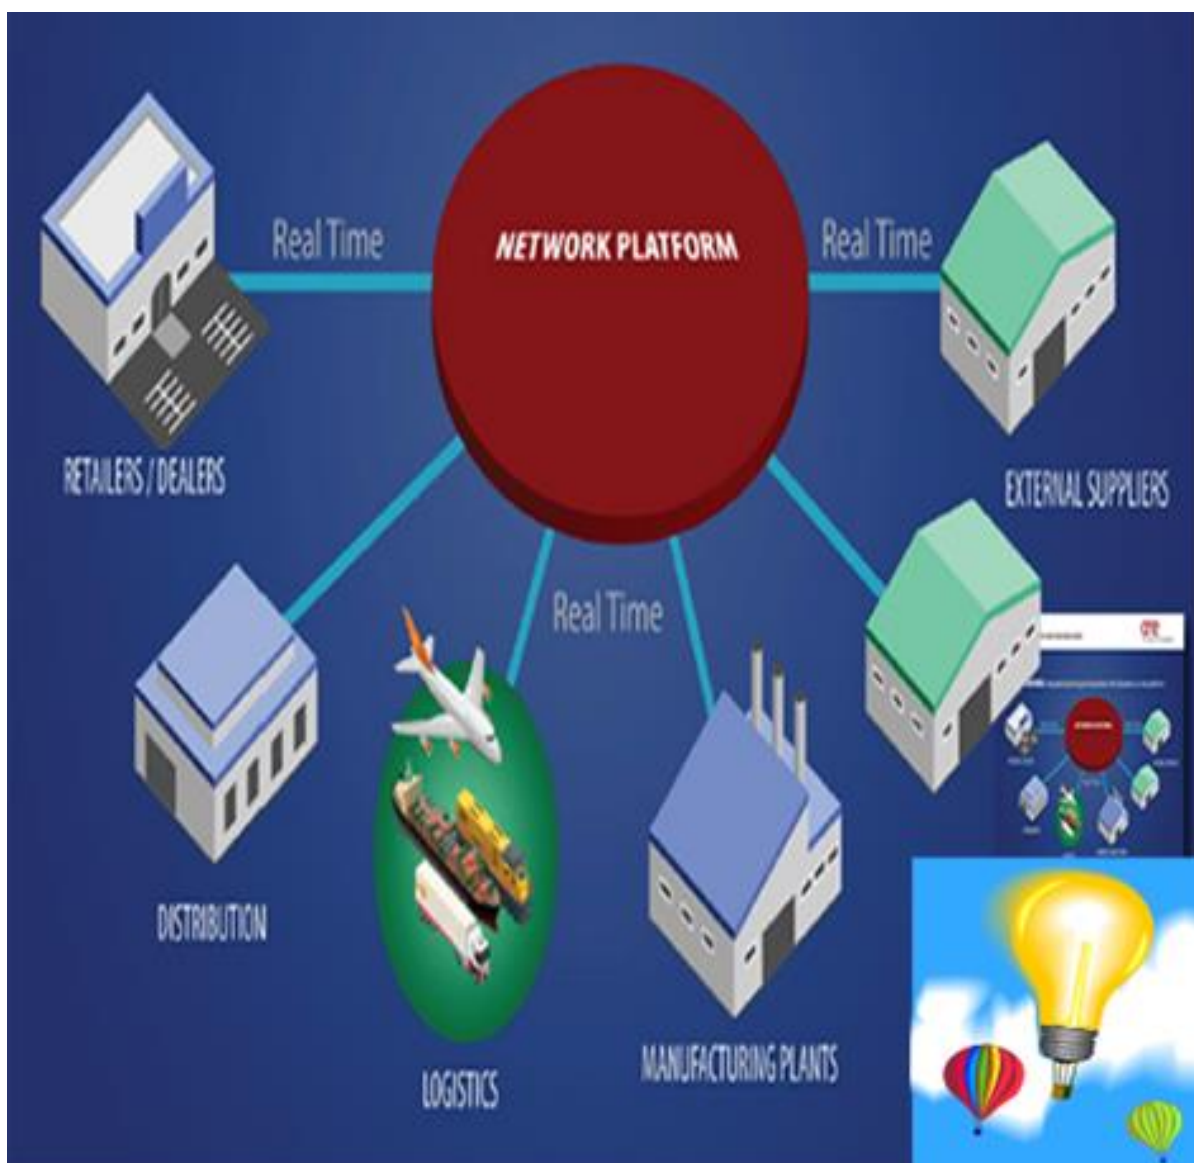 Real Time
NETWORK PLATFORM
Real Time
RETAILERS / DEALERS
EXTERNAL SUPPLIERS
Real Time
DISTRIBUTION
LOGISTICS
MANUFACTURING PLANTS